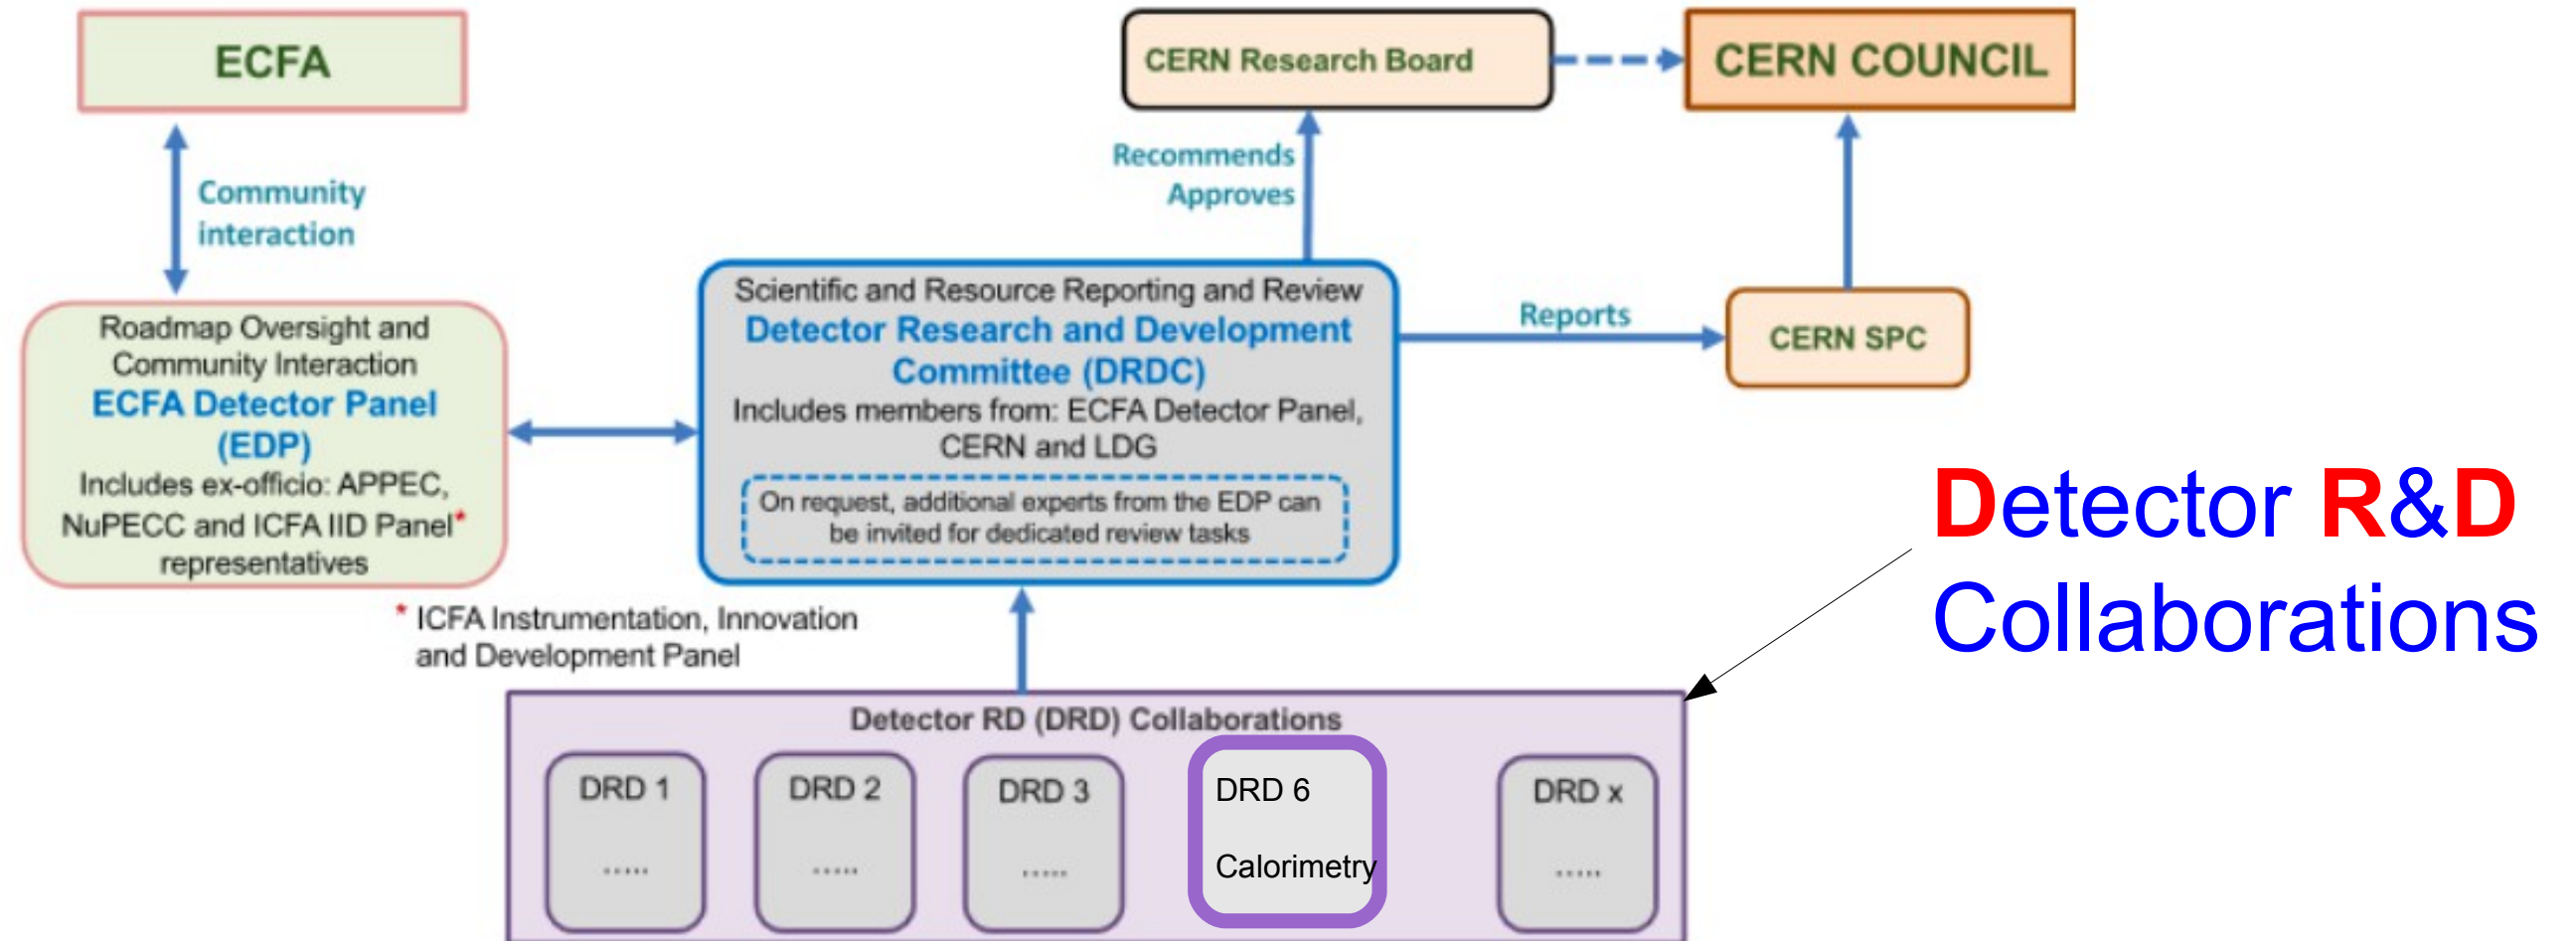 ECFA
CERN Research Board
CERN COUNCIL
Recommends
Approves
Community
interaction
Roadmap Oversight and
Community Interaction
ECFA Detector Panel
(EDP)
Includes ex-officio: APPEC,
NuPECC and ICFA IID Panel*
representatives
Scientific and Resource Reporting and Review
Detector Research and Development
Committee (DRDC)
Includes members from: ECFA Detector Panel,
CERN and LDG
On request, additional experts from the EDP can
be invited for dedicated review tasks
Reports
CERN SPC
Detector R&D
Collaborations
* ICFA Instrumentation, Innovation
and Development Panel
Detector RD (DRD) Collaborations
DRD 1
.....
DRD 2
.....
DRD 3
.....
DRD 6
Calorimetry
DRD x
.....